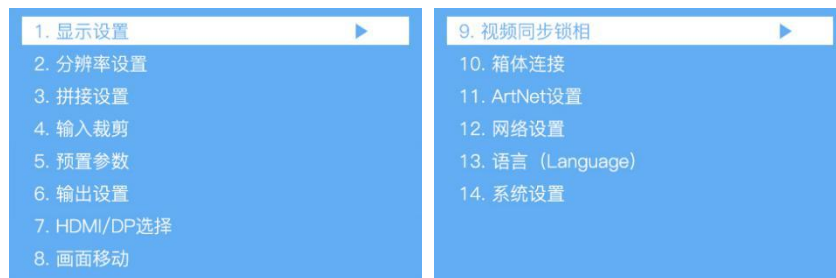 1. 显示设置
2. 分辨率设置
3. 拼接设置
4. 输入裁剪
5. 预置参数
6. 输出设置
7. HDMI/DP选择
8. 画面移动
9. 视频同步锁相
10. 箱体连接
11. ArtNet设置
12. 网络设置
13. 语言（Language）
14. 系统设置